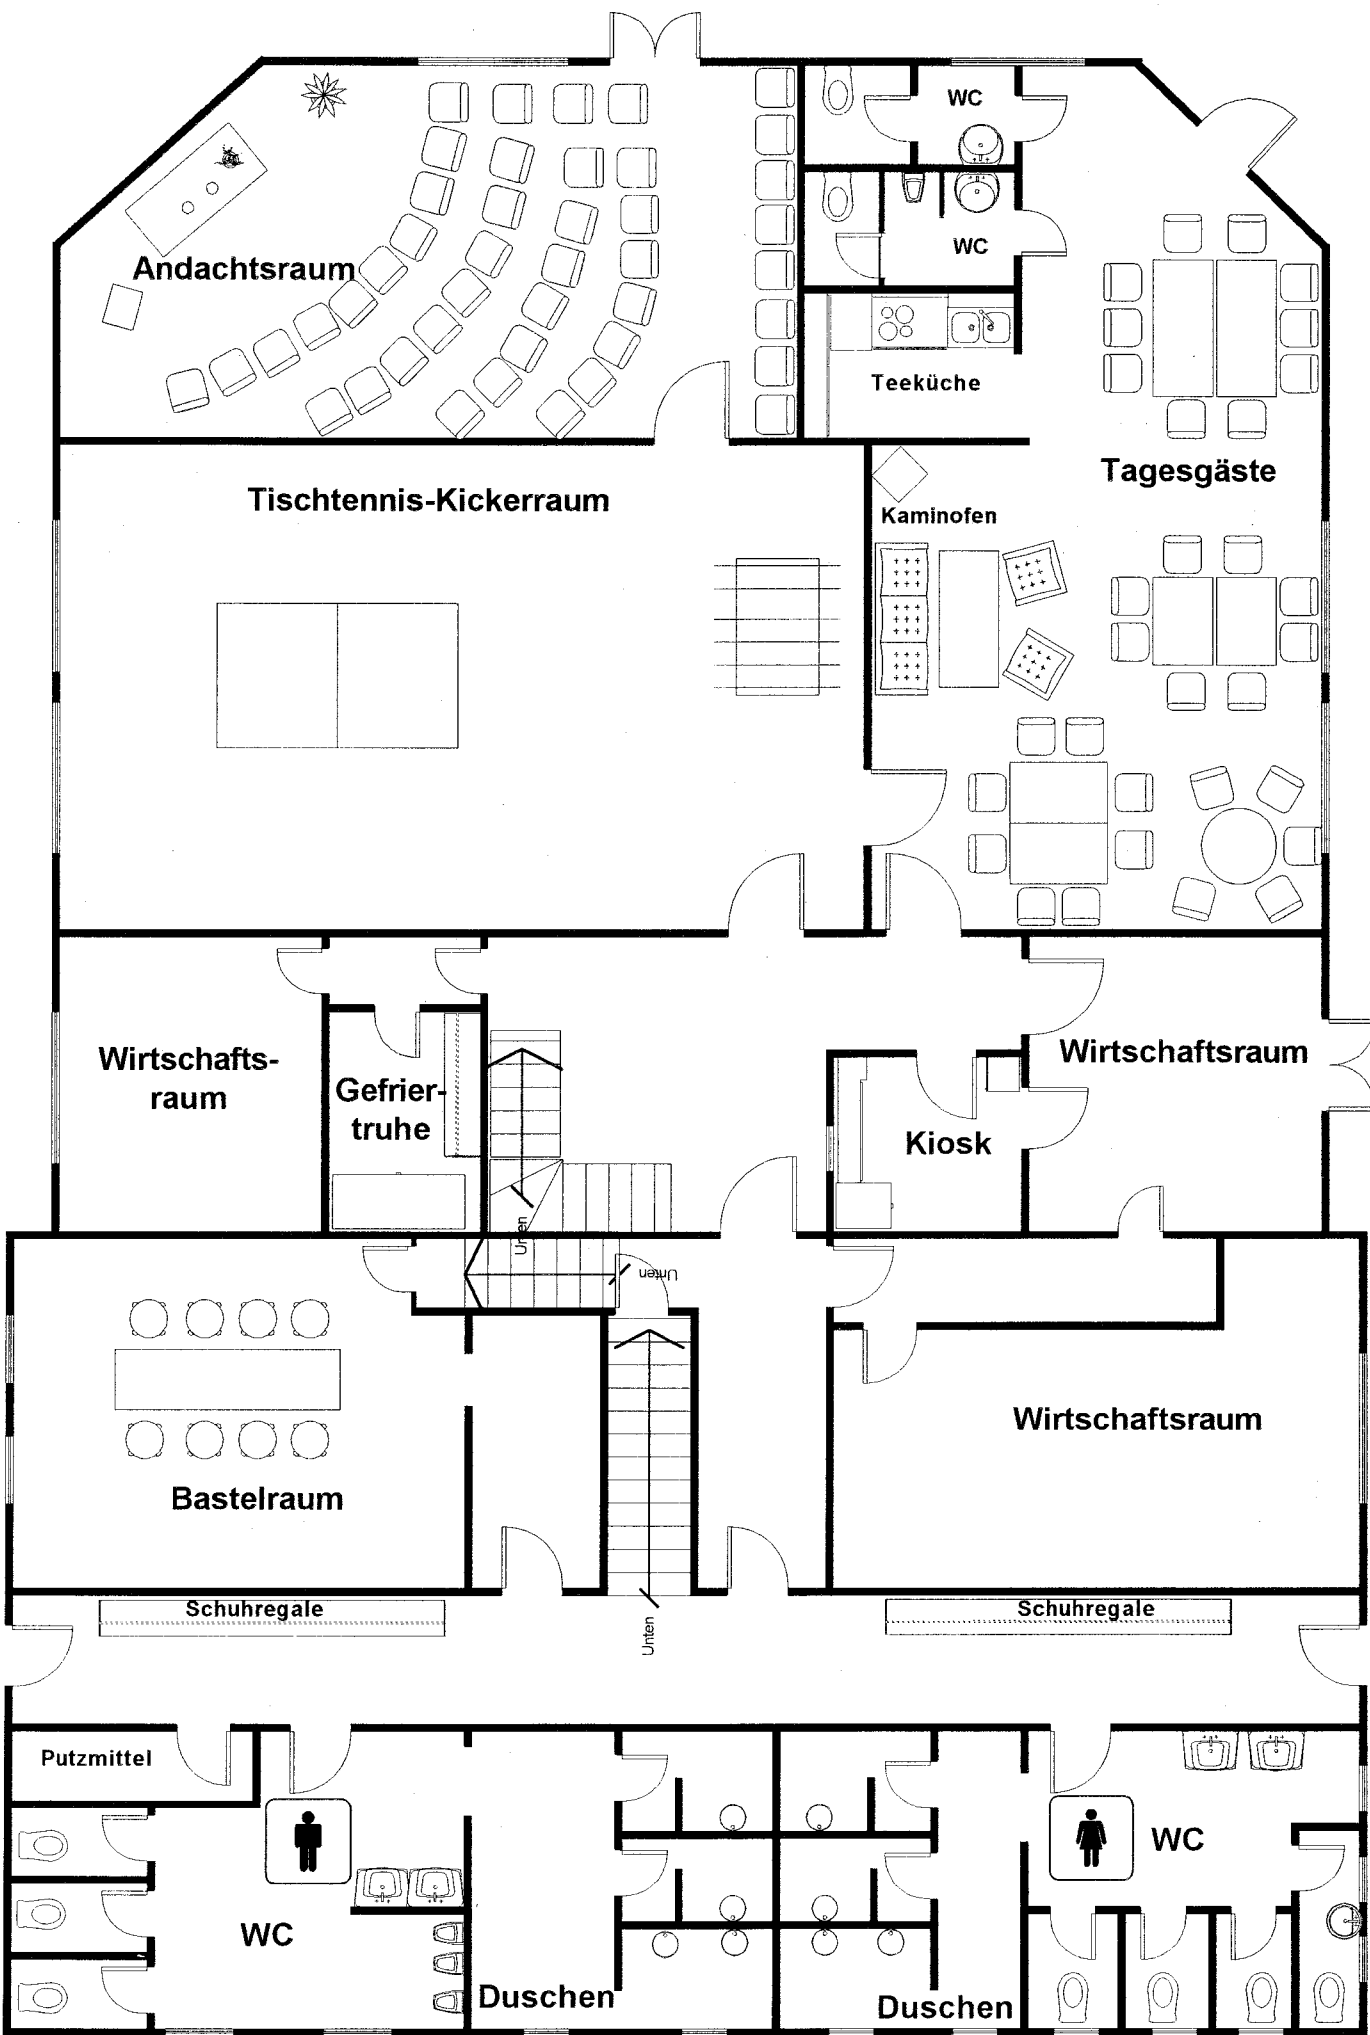 WC
WC
Andachtsraum
Teeküche
Tagesgäste
Tischtennis-Kickerraum
Kaminofen
Wirtschafts-
raum
Gefrier-
truhe
Wirtschaftsraum
Kiosk
Unten
Unten
Wirtschaftsraum
Bastelraum
Schuhregale
Schuhregale
Unten
Putzmittel
WC
WC
Duschen
Duschen